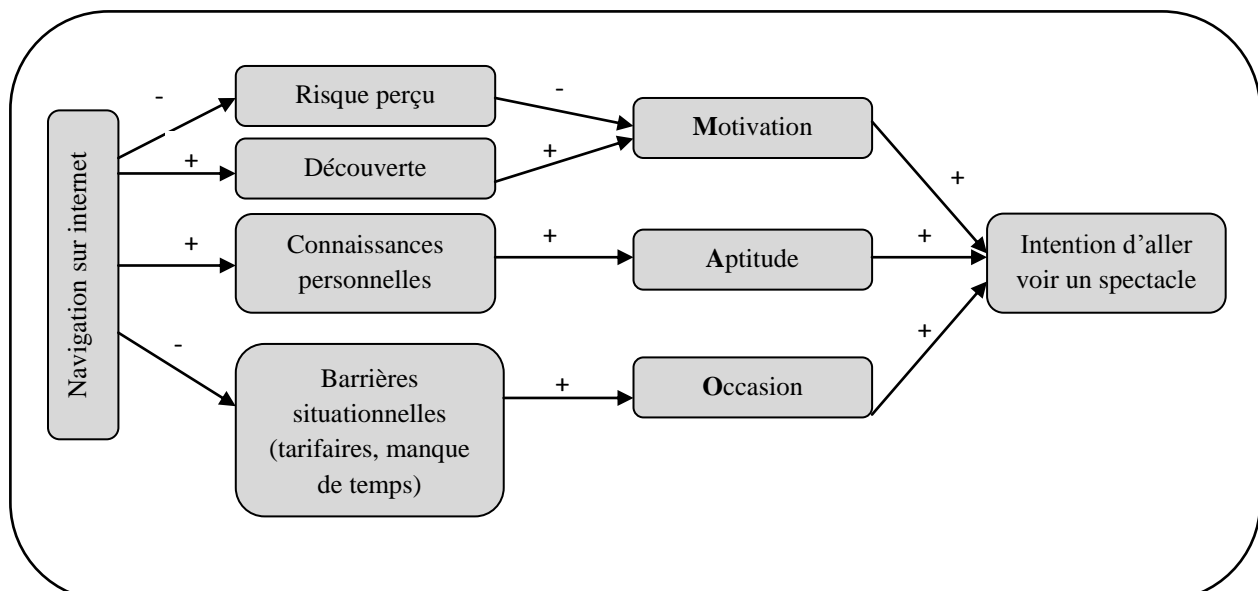 Navigation sur internet
-
Risque perçu
-
Motivation
+
Découverte
+
+
+
Connaissances
personnelles
+
Aptitude
+
Intention d’aller
voir un spectacle
-
Barrières
situationnelles
(tarifaires, manque
de temps)
+
Occasion
+